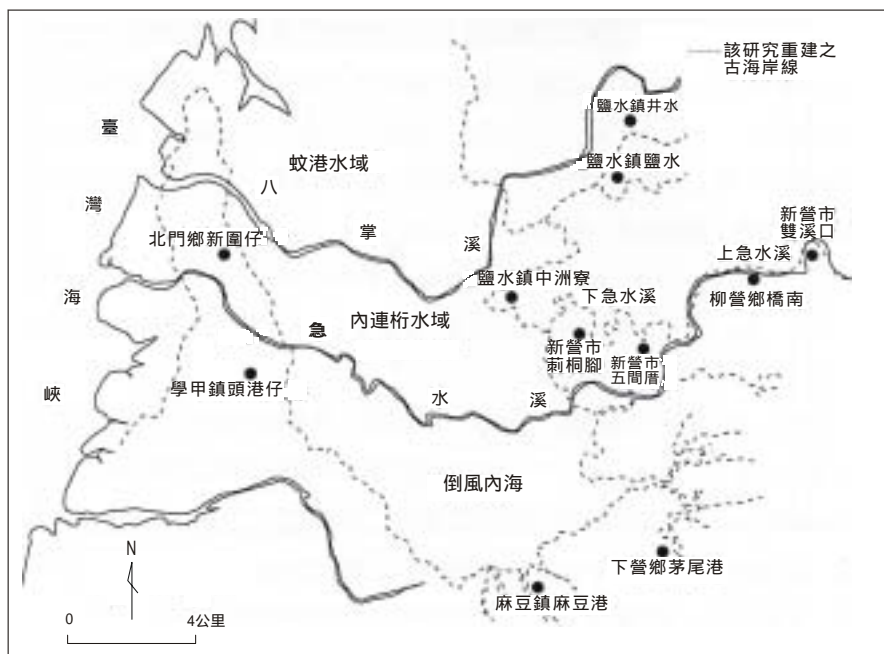 該研究重建之
古海岸線
鹽水鎮井水
臺
蚊港水域
鹽水鎮鹽水
八
灣
掌
新營市
雙溪口
北門鄉新圍仔
溪
上急水溪
鹽水鎮中洲寮
下急水溪
柳營鄉橋南
海
內連桁水域
急
新營市
莿桐腳
新營市
五間厝
學甲鎮頭港仔
水
溪
峽
倒風內海
N
下營鄉茅尾港
麻豆鎮麻豆港
0 4公里